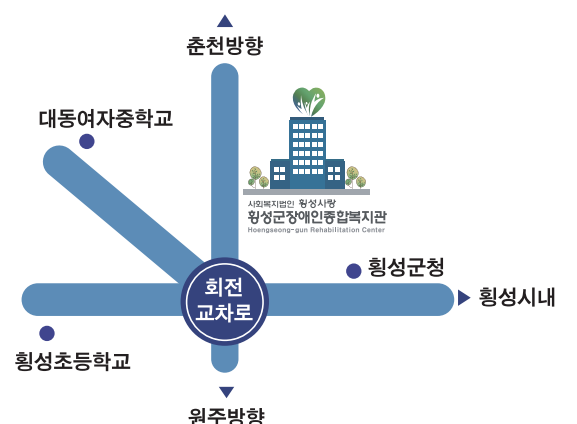 춘천방향
대동여자중학교
사회복지법인 횡성사랑
횡성군장애인종합복지관
Hoengseong-gun Rehabilitation Center
횡성군청
회전
교차로
횡성시내
횡성초등학교
원주방향